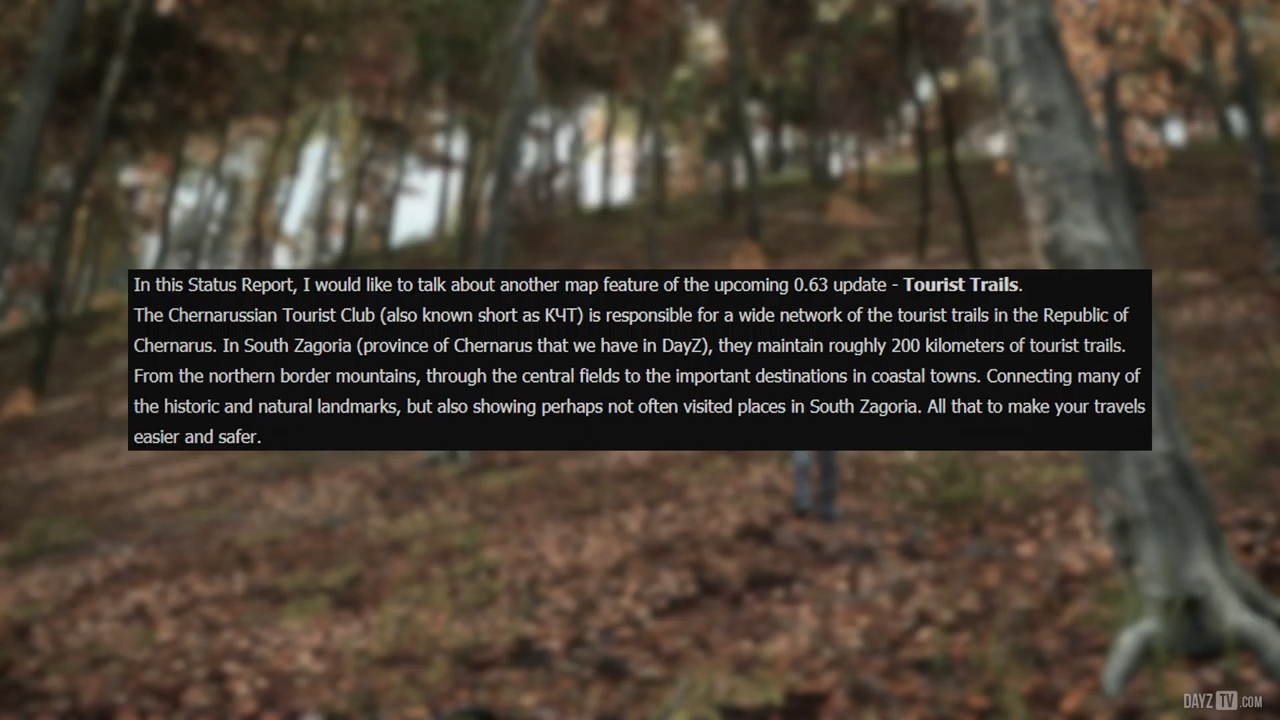 In this Status Report, I would like to talk about another map feature of the upcoming 0.63 update - Tourist Trails.
The Chernarussian Tourist Club (also known short as КЧТ) is responsible for a wide network of the tourist trails in the Republic of
Chernarus. In South Zagoria (province of Chernarus that we have in DayZ), they maintain roughly 200 kilometers of tourist trails.
From the northern border mountains, through the central fields to the important destinations in coastal towns. Connecting many of
the historic and natural landmarks, but also showing perhaps not often visited places in South Zagoria. All that to make your travels
easier and safer.
DAYZ TV .COM